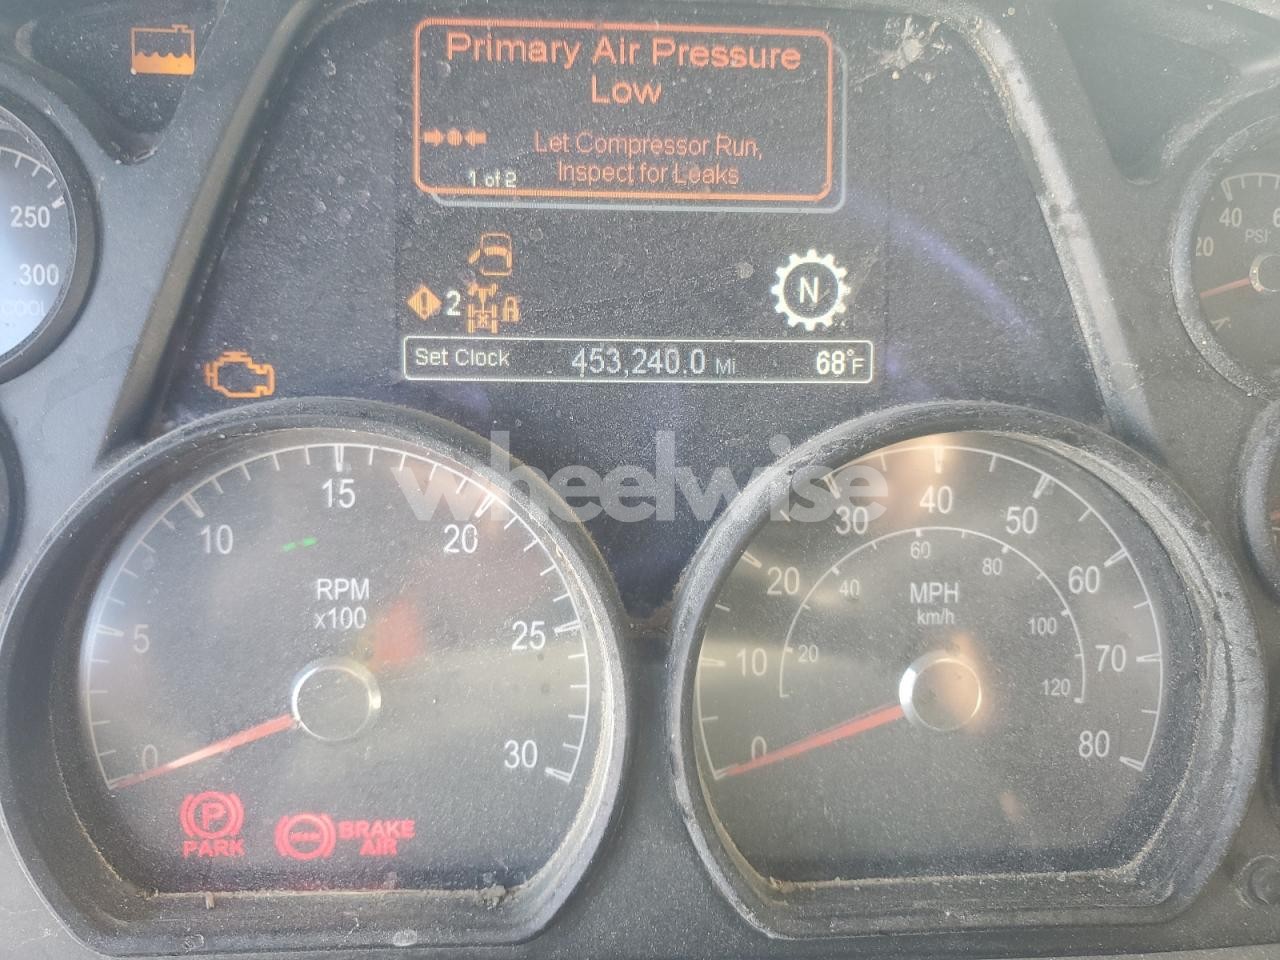 Primary Air Pressure
Low
Let Compressor Run,
Inspect for Leaks
1 of 2
2
N
Set Clock 453,240.0 Mi 68°F
250
300
COOL
40
20
PSI
wheelwise
0
5
10
15
20
25
30
RPM
x100
PARK
P
BRAKE
AIR
0
10
20
30
40
50
60
70
80
MPH
km/h
20
40
60
80
100
120